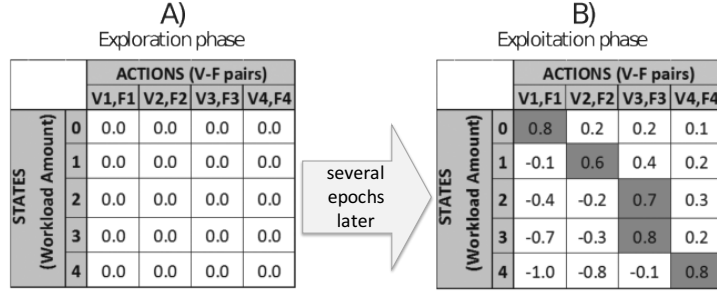 A)
Exploration phase
ACTIONS (V-F pairs)
V1,F1 V2,F2 V3,F3 V4,F4
STATES
(Workload Amount)
0 0.0 0.0 0.0 0.0
1 0.0 0.0 0.0 0.0
2 0.0 0.0 0.0 0.0
3 0.0 0.0 0.0 0.0
4 0.0 0.0 0.0 0.0
several
epochs
later
B)
Exploitation phase
ACTIONS (V-F pairs)
V1,F1 V2,F2 V3,F3 V4,F4
STATES
(Workload Amount)
0 0.8 0.2 0.2 0.1
1 -0.1 0.6 0.4 0.2
2 -0.4 -0.2 0.7 0.3
3 -0.7 -0.3 0.8 0.2
4 -1.0 -0.8 -0.1 0.8